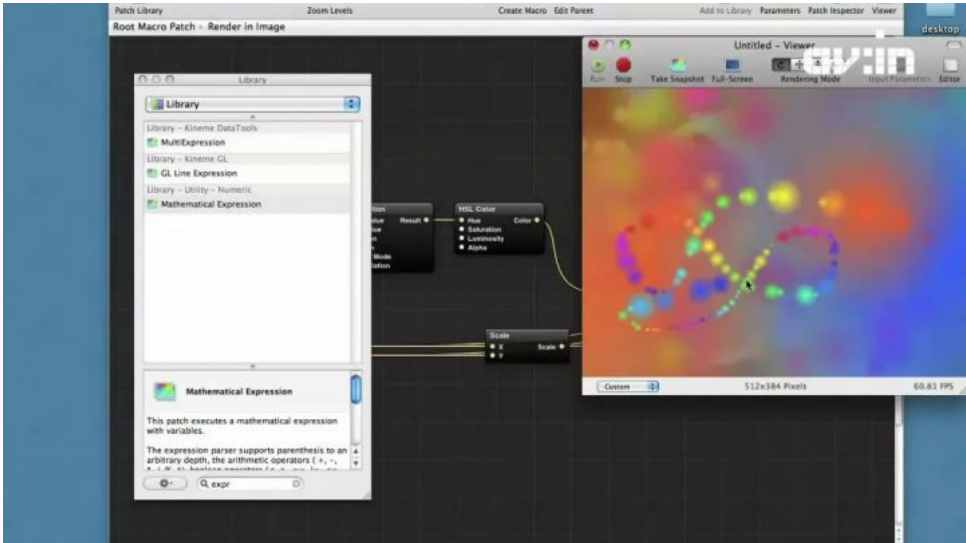 Patch Library Zoom Levels Create Macro Edit Parent Add to Library Parameters Patch Inspector Viewer
Root Macro Patch Render in Image
desktop
Untitled - Viewer
av:in
Run Stop Take Snapshot Full-Screen Rendering Mode Input Parameters Editor
Library
Library
Library - Kineme DataTools
MultiExpression
Library - Kineme GL
GL Line Expression
Library - Utility - Numeric
Mathematical Expression
Result
Mode
HSL Color
Hue Color
Saturation
Luminosity
Alpha
Scale
X Scale
Y
Custom 512x384 Pixels 60.81 FPS
Mathematical Expression
This patch executes a mathematical expression
with variables.
The expression parser supports parenthesis to an
arbitrary depth, the arithmetic operators ( +, -,
expr